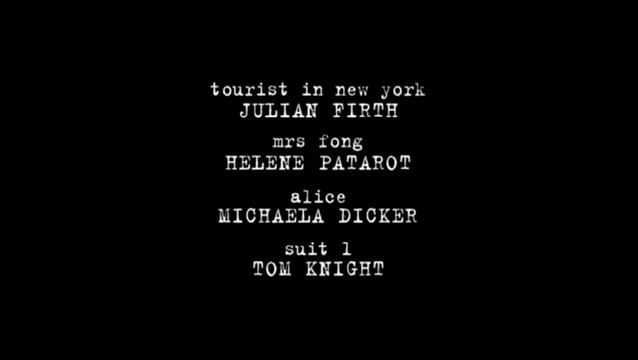 tourist in new york
JULIAN FIRTH
mrs fong
HELENE PATAROT
alice
MICHAELA DICKER
suit 1
TOM KNIGHT